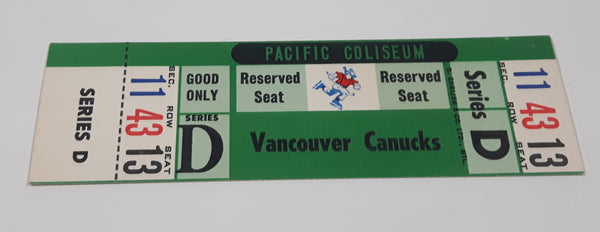 PACIFIC COLISEUM
SERIES D
SEC. ROW SEAT
11 43 13
GOOD
ONLY
SERIES
D
Reserved
Seat
Reserved
Seat
Vancouver Canucks
Series
D
SEC. ROW SEAT
11 43 13